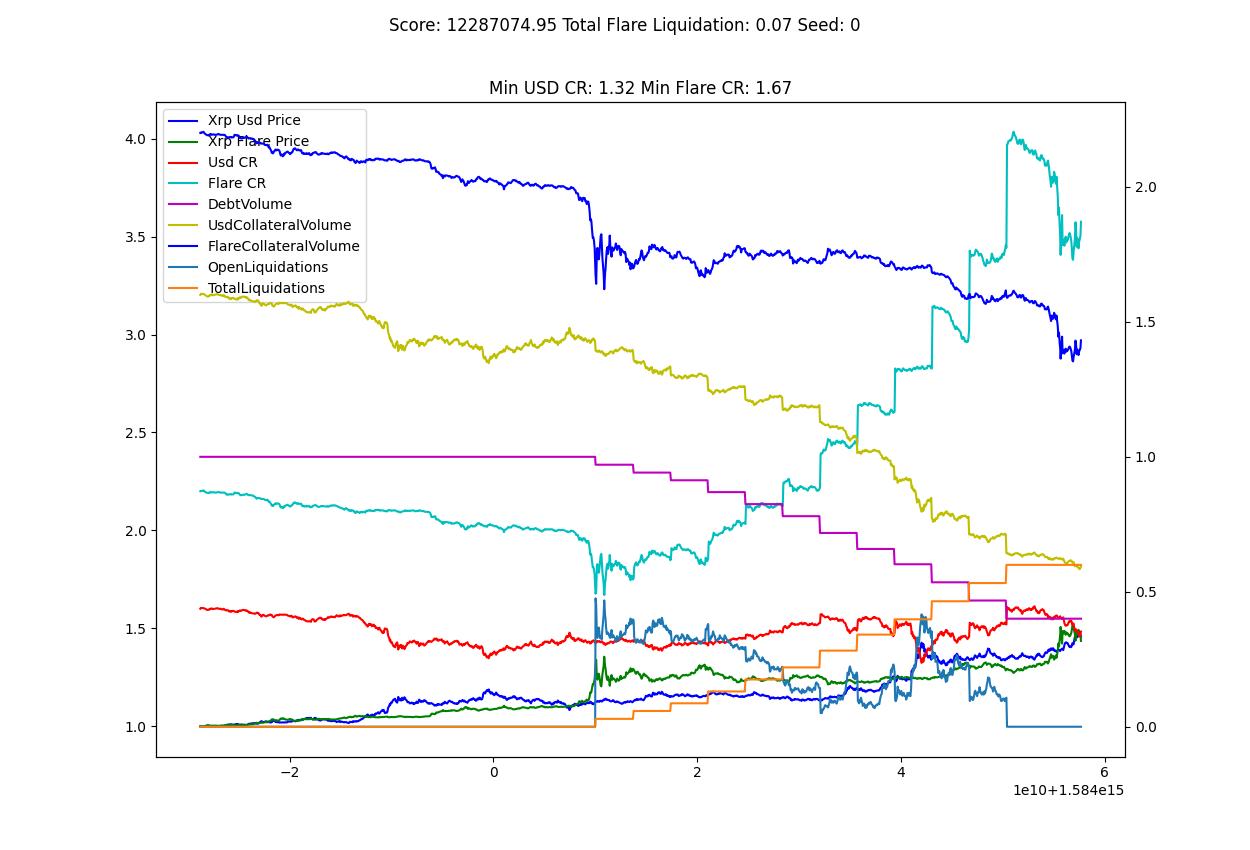 Score: 12287074.95 Total Flare Liquidation: 0.07 Seed: 0
Min USD CR: 1.32 Min Flare CR: 1.67
Xrp Usd Price
Xrp Flare Price
Usd CR
Flare CR
DebtVolume
UsdCollateralVolume
FlareCollateralVolume
OpenLiquidations
TotalLiquidations
4.0
3.5
3.0
2.5
2.0
1.5
1.0
2.0
1.5
1.0
0.5
0.0
−2 0 2 4 6
1e10+1.584e15